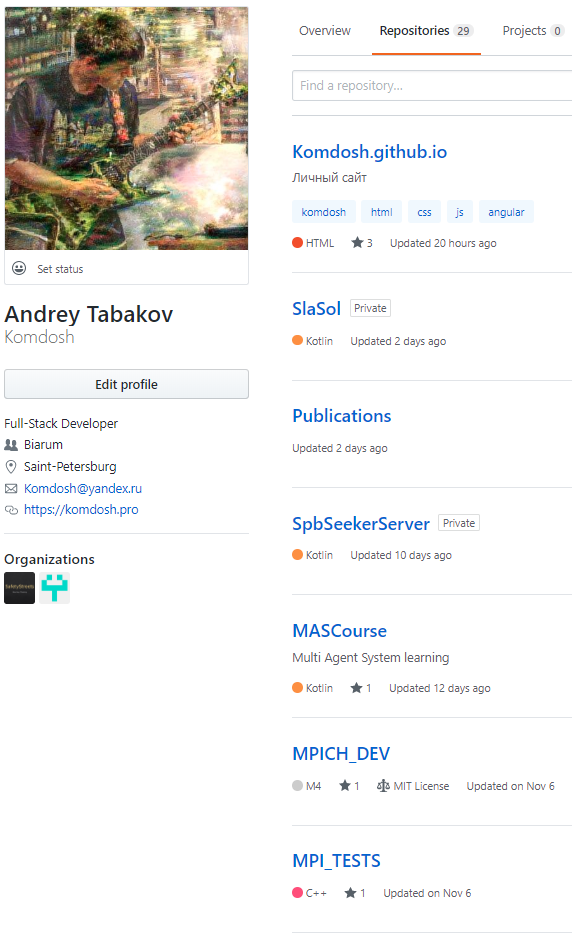 Overview Repositories 29 Projects 0
Find a repository...
Set status
Andrey Tabakov
Komdosh
Edit profile
Full-Stack Developer
Biarum
Saint-Petersburg
Komdosh@yandex.ru
https://komdosh.pro
Organizations
Komdosh.github.io
Личный сайт
komdosh html css js angular
HTML 3 Updated 20 hours ago
SlaSol Private
Kotlin Updated 2 days ago
Publications
Updated 2 days ago
SpbSeekerServer Private
Kotlin Updated 10 days ago
MASCourse
Multi Agent System learning
Kotlin 1 Updated 12 days ago
MPICH_DEV
M4 1 MIT License Updated on Nov 6
MPI_TESTS
C++ 1 Updated on Nov 6